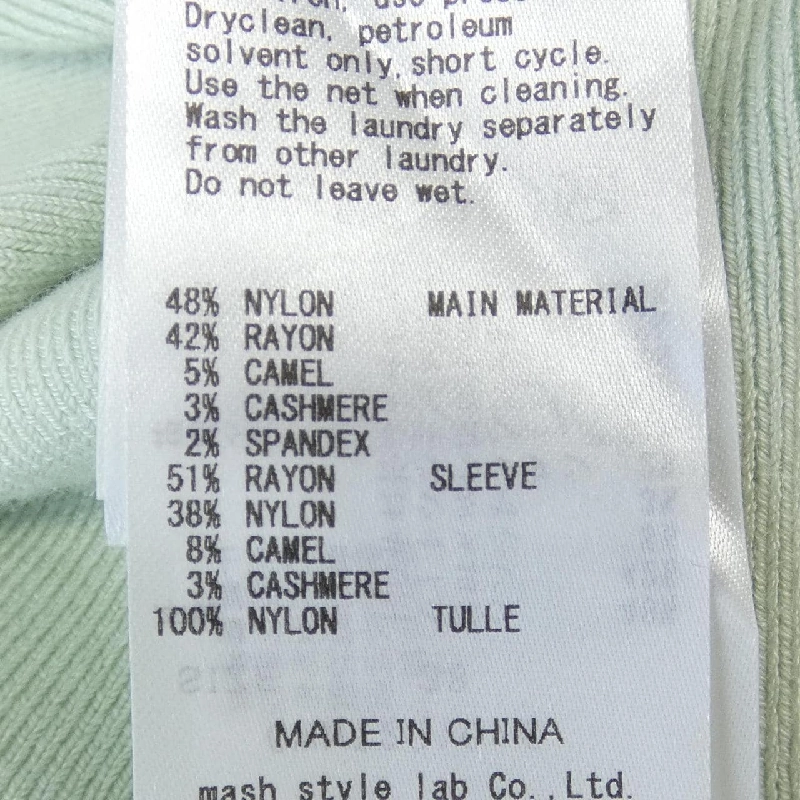 use
Dryclean, petroleum
solvent only, short cycle.
Use the net when cleaning.
Wash the laundry separately
from other laundry.
Do not leave wet.
48% NYLON MAIN MATERIAL
42% RAYON
5% CAMEL
3% CASHMERE
2% SPANDEX
51% RAYON SLEEVE
38% NYLON
8% CAMEL
3% CASHMERE
100% NYLON TULLE
MADE IN CHINA
mash style lab Co.,Ltd.